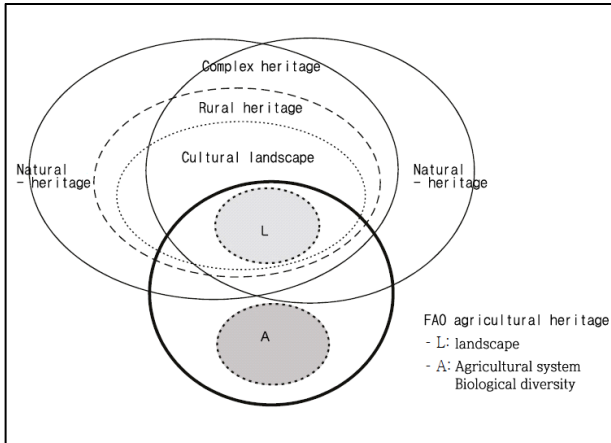 Complex heritage
Rural heritage
Cultural landscape
Natural
- heritage
Natural
- heritage
L
A
FAO agricultural heritage
- L: landscape
- A: Agricultural system
Biological diversity